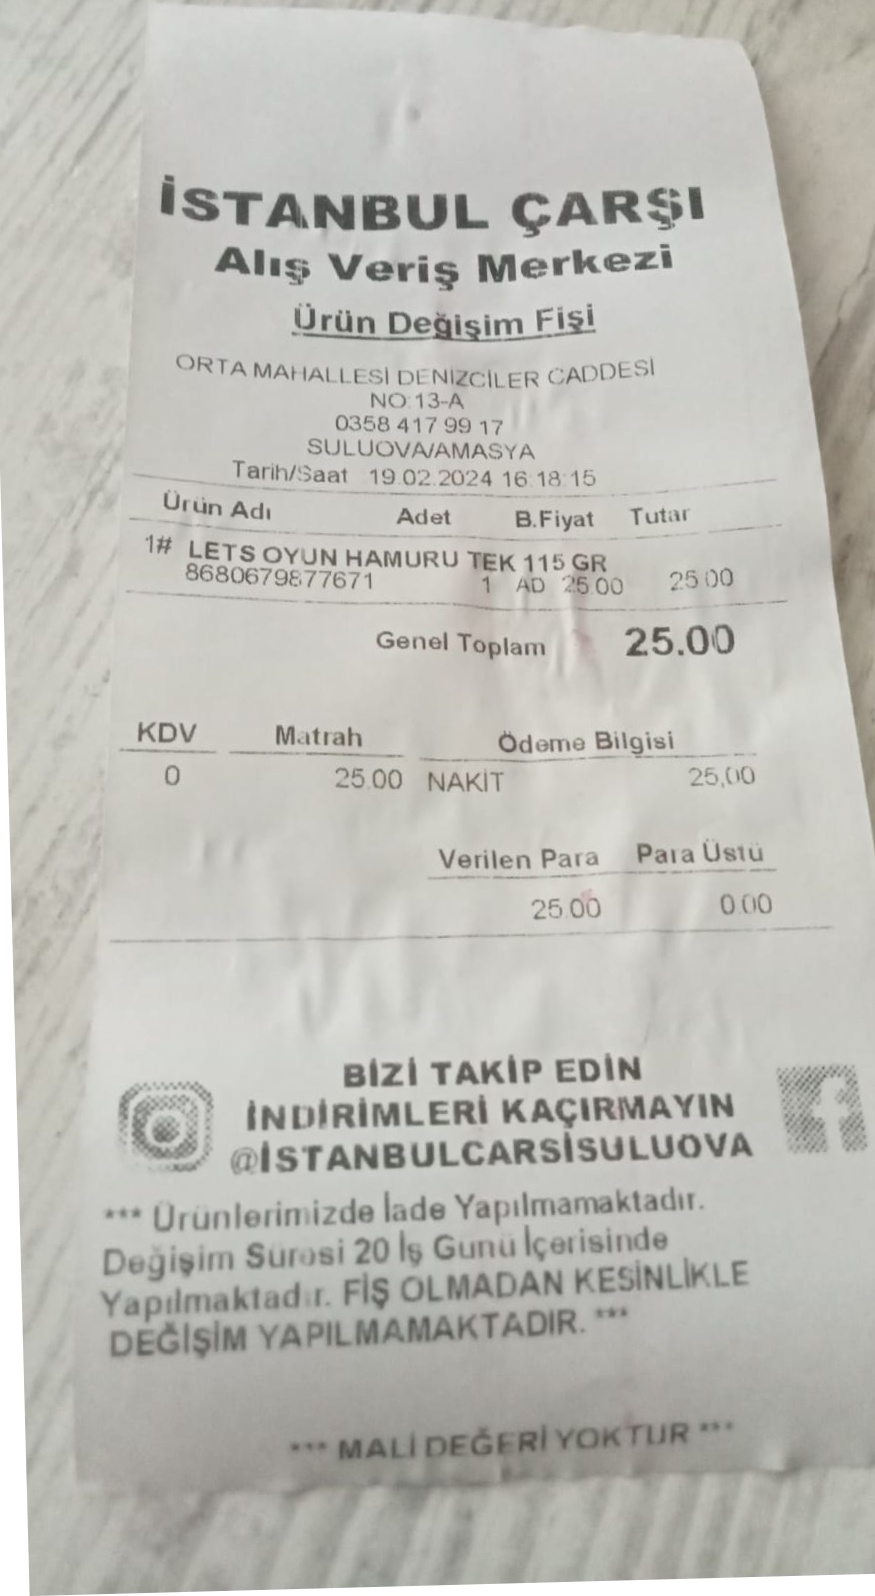 İSTANBUL ÇARŞI
Alış Veriş Merkezi
Ürün Değişim Fişi
ORTA MAHALLESİ DENİZCİLER CADDESİ
NO:13-A
0358 417 99 17
SULUOVA/AMASYA
Tarih/Saat 19.02.2024 16:18:15
Ürün Adı Adet B.Fiyat Tutar
1# LETS OYUN HAMURU TEK 115 GR
8680679877671 1 AD 25.00 25.00
Genel Toplam 25.00
KDV Matrah Ödeme Bilgisi
0 25.00 NAKİT 25,00
Verilen Para Para Üstü
25.00 0.00
BİZİ TAKİP EDİN
İNDİRİMLERİ KAÇIRMAYIN
@İSTANBULCARSİSULUOVA
*** Ürünlerimizde İade Yapılmamaktadır.
Değişim Süresi 20 İş Günü İçerisinde
Yapılmaktadır. FİŞ OLMADAN KESİNLİKLE
DEĞİŞİM YAPILMAMAKTADIR. ***
*** MALİ DEĞERİ YOKTUR ***